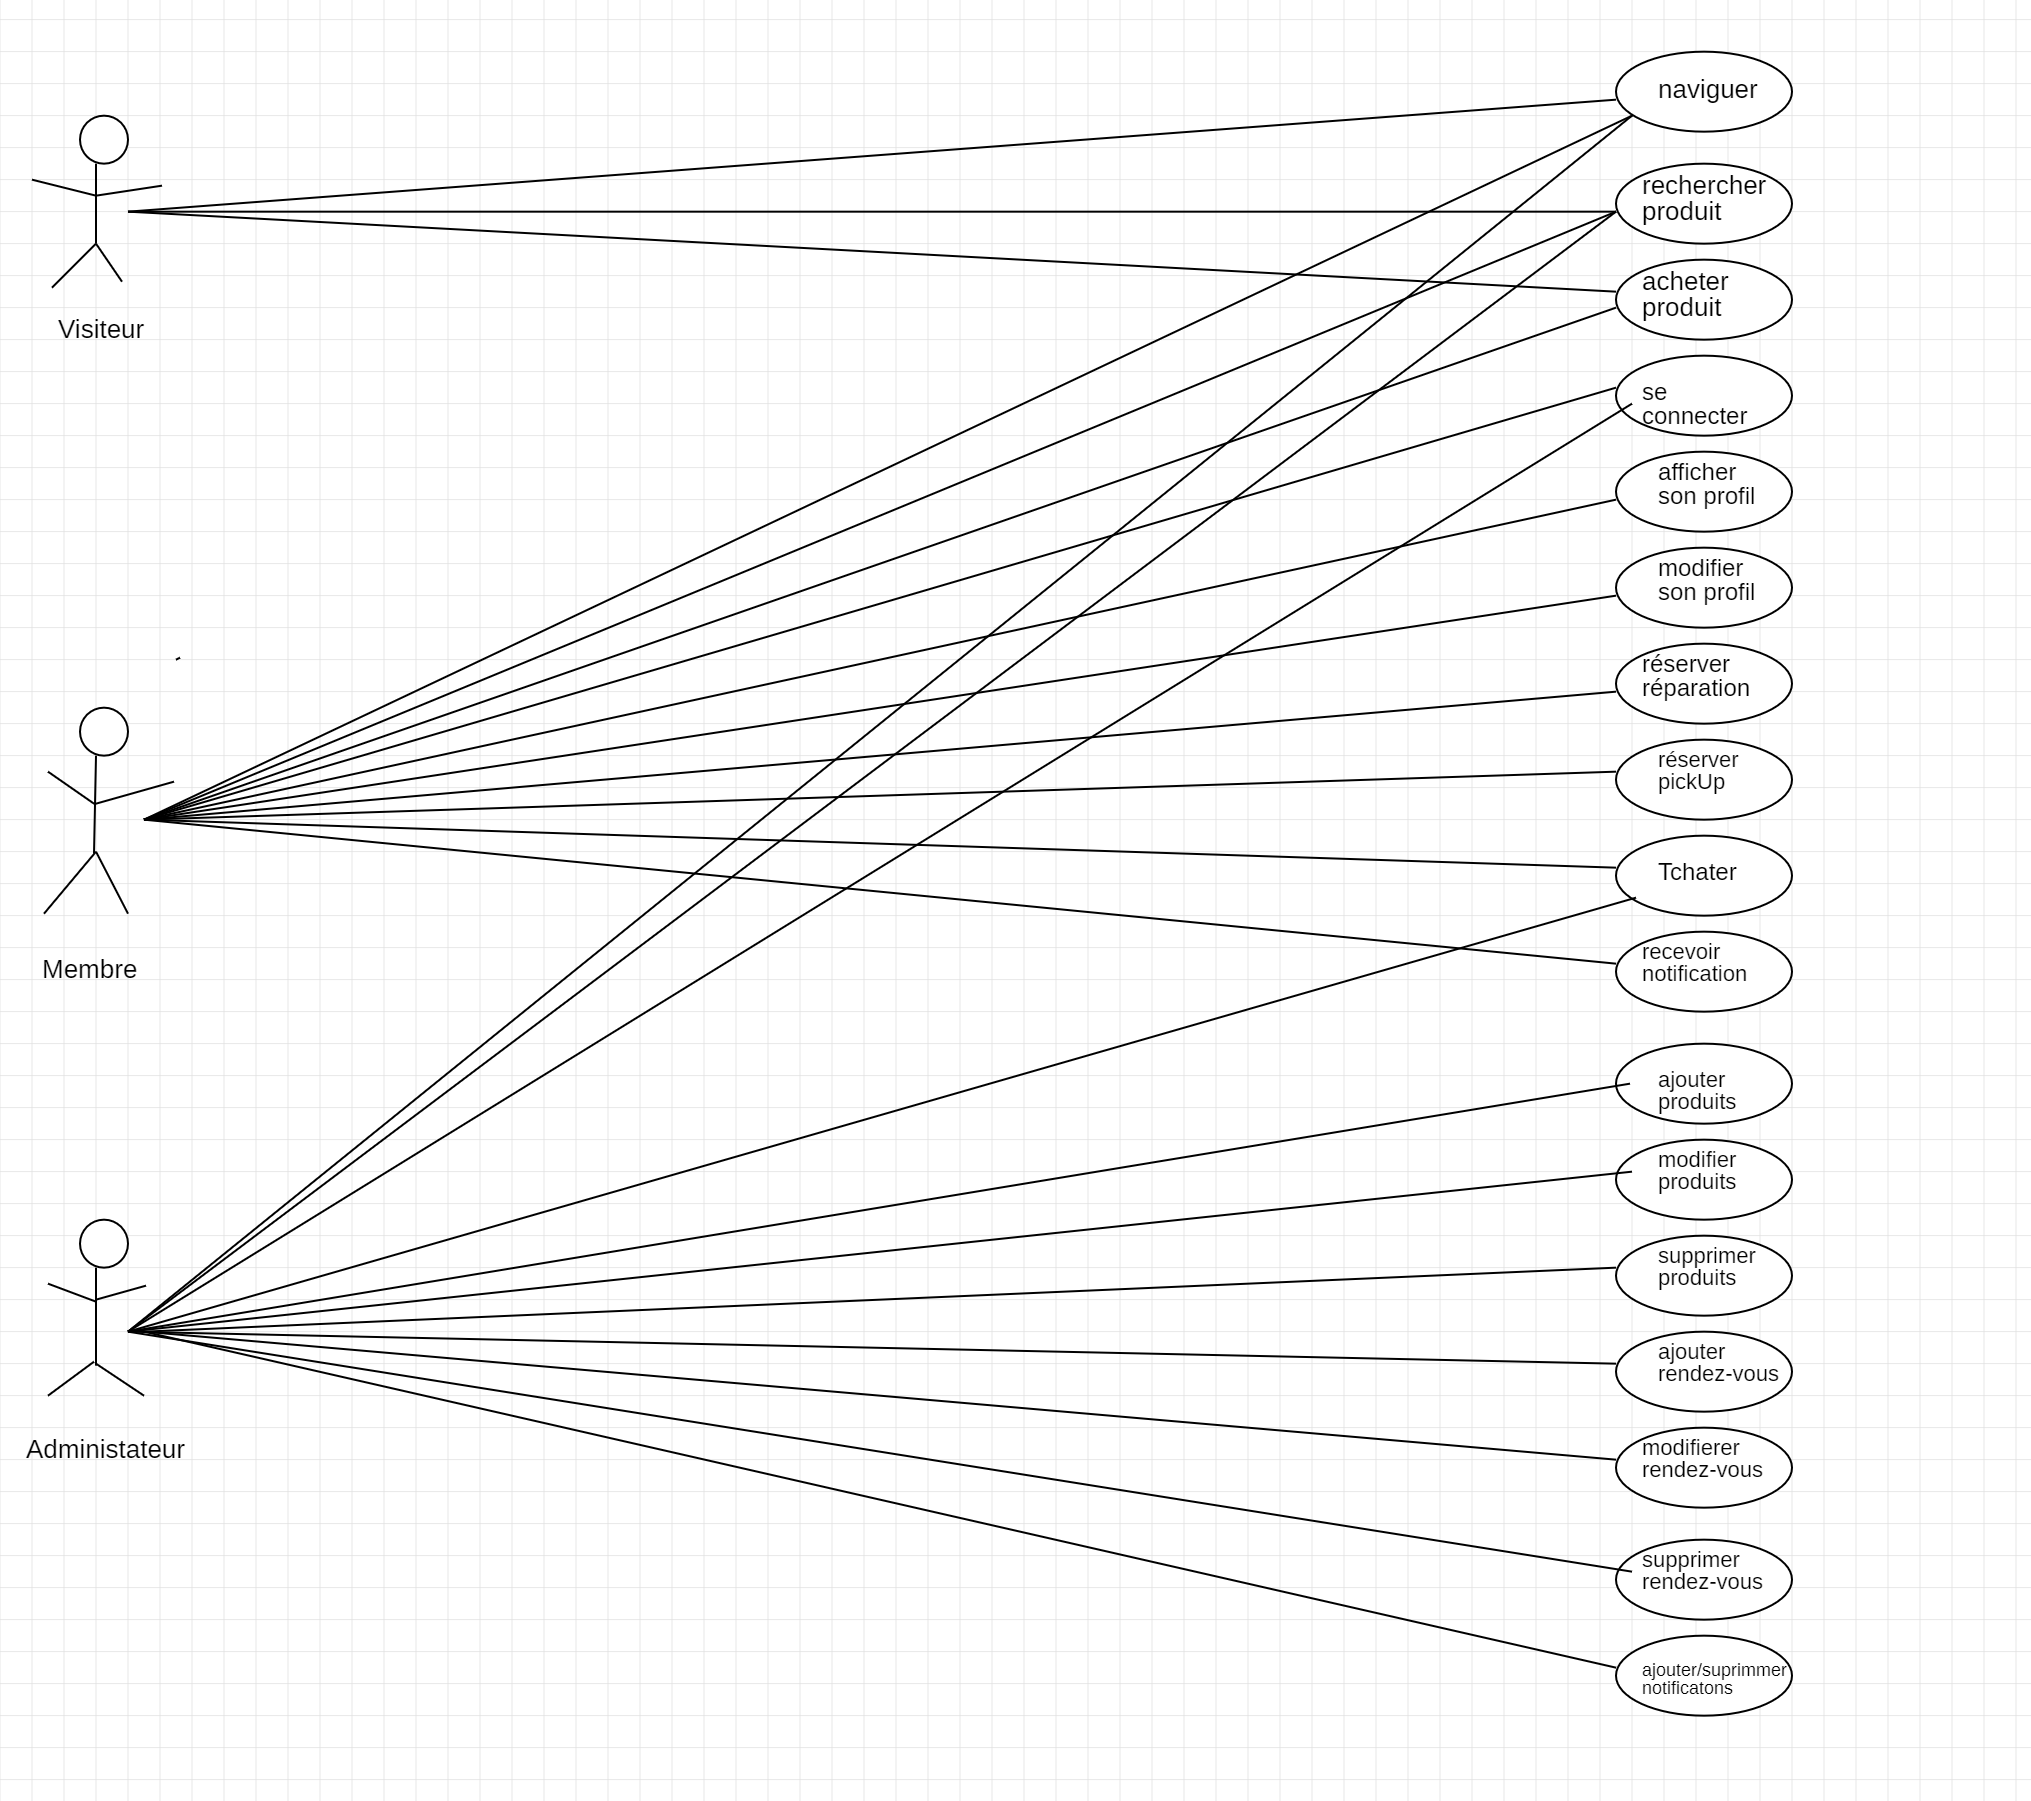 naviguer
rechercher
produit
acheter
produit
Visiteur
se
connecter
afficher
son profil
modifier
son profil
réserver
réparation
réserver
pickUp
Tchater
recevoir
notification
Membre
ajouter
produits
modifier
produits
supprimer
produits
ajouter
rendez-vous
modifierer
rendez-vous
Administateur
supprimer
rendez-vous
ajouter/suprimmer
notificatons